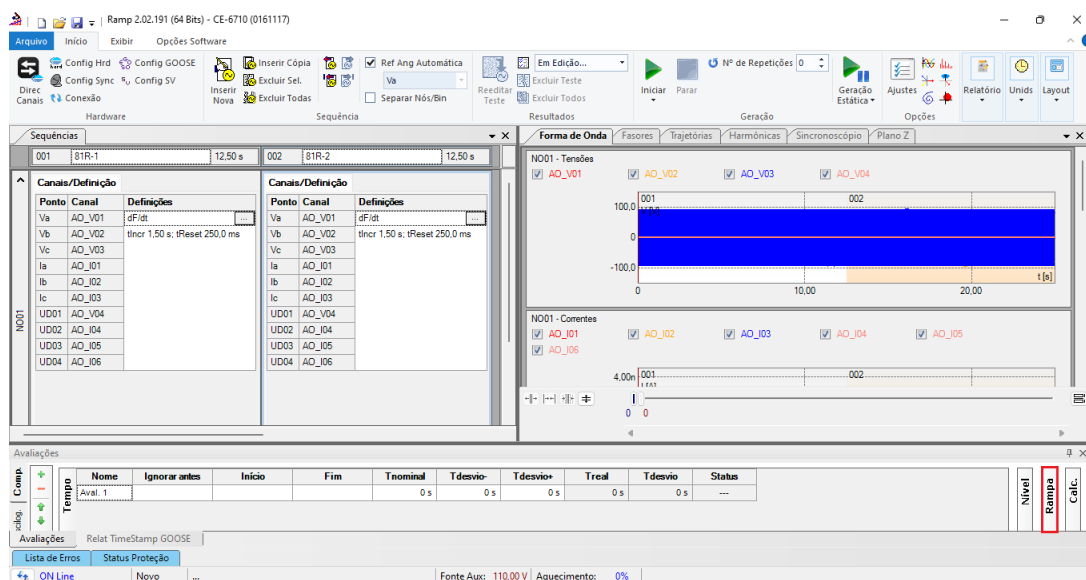 Ramp 2.02.191 (64 Bits) - CE-6710 (0161117)
Arquivo Início Exibir Opções Software
Direc Canais
Config Hrd
Config GOOSE
Config Sync
Config SV
Conexão
Hardware
Inserir Nova
Inserir Cópia
Excluir Sel.
Excluir Todas
Ref Ang Automática
Va
Separar Nós/Bin
Sequência
Reeditar Teste
Em Edição...
Excluir Teste
Excluir Todos
Resultados
Iniciar
Parar
Nº de Repetições 0
Geração Estática
Geração
Ajustes
Opções
Relatório
Unids
Layout
Sequências
001 81R-1 12,50 s 002 81R-2 12,50 s
NO01
Canais/Definição
Ponto Canal Definições
Va AO_V01 dF/dt ...
Vb AO_V02 tIncr 1,50 s; tReset 250,0 ms
Vc AO_V03
Ia AO_I01
Ib AO_I02
Ic AO_I03
UD01 AO_V04
UD02 AO_I04
UD03 AO_I05
UD04 AO_I06
Canais/Definição
Ponto Canal Definições
Va AO_V01 dF/dt ...
Vb AO_V02 tIncr 1,50 s; tReset 250,0 ms
Vc AO_V03
Ia AO_I01
Ib AO_I02
Ic AO_I03
UD01 AO_V04
UD02 AO_I04
UD03 AO_I05
UD04 AO_I06
Forma de Onda Fasores Trajetórias Harmônicas Sincronoscópio Plano Z
NO01 - Tensões
AO_V01 AO_V02 AO_V03 AO_V04
001 002
100,0
0
-100,0
t [s]
0 10,00 20,00
NO01 - Correntes
AO_I01 AO_I02 AO_I03 AO_I04 AO_I05
AO_I06
4,00n 001 002
0 0
Avaliações
Comp.
Tempo
Nome Ignorar antes Início Fim Tnominal Tdesvio- Tdesvio+ Treal Tdesvio Status
Aval. 1 0 s 0 s 0 s 0 s 0 s ---
Nível
Rampa
Calc.
Avaliações Relat TimeStamp GOOSE
Lista de Erros Status Proteção
ON Line Novo ... Fonte Aux: 110,00 V Aquecimento: 0%